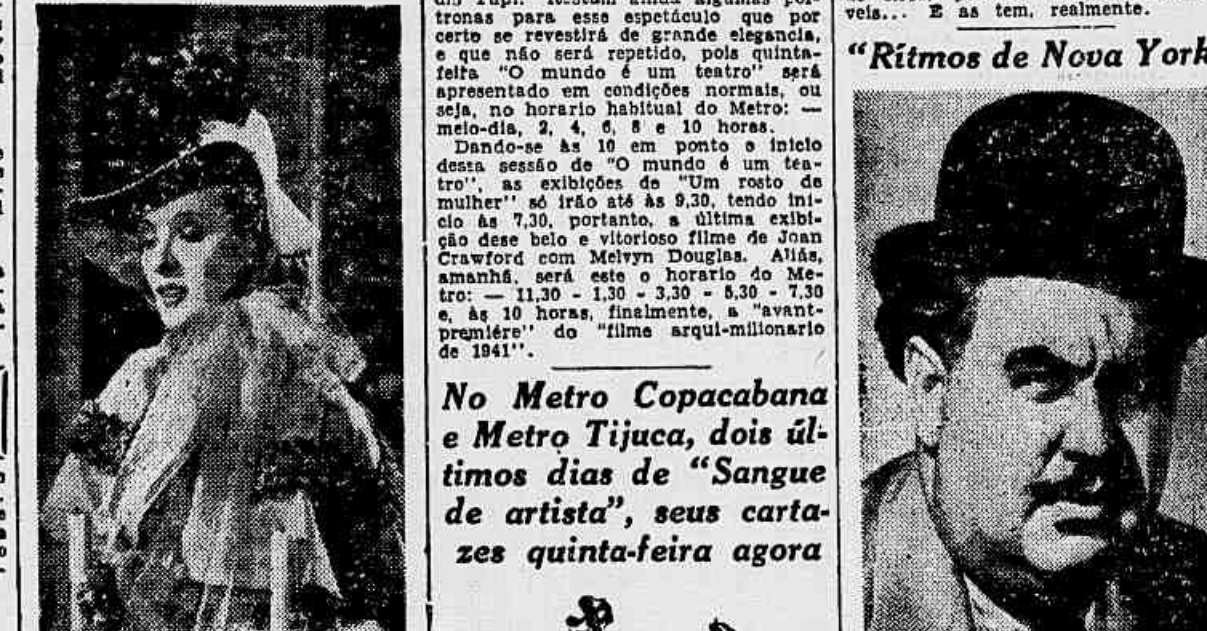 tronas para esse espetáculo que por
certo se revestirá de grande elegancia,
e que não será repetido, pois quinta-
feira "O mundo é um teatro" será
apresentado em condições normais, ou
seja, no horario habitual do Metro: —
meio-dia, 2, 4, 6, 8 e 10 horas.
Dando-se às 10 em ponto o inicio
dessa sessão de "O mundo é um tea-
tro", as exibições de "Um rosto de
mulher" só irão até às 9,30, tendo iní-
cio às 7,30, portanto, a última exibi-
ção dese belo e vitorioso filme de Joan
Crawford com Melvyn Douglas. Aliás,
amanhã, será este o horario do Me-
tro: — 11,30 - 1,30 - 3,30 - 5,30 - 7,30
e, às 10 horas, finalmente, a "avant-
premiére" do "filme arqui-milionario
de 1941".
No Metro Copacabana
e Metro Tijuca, dois úl-
timos dias de "Sangue
de artista", seus carta-
zes quinta-feira agora
veis... E as tem, realmente.
"Rítmos de Nova York